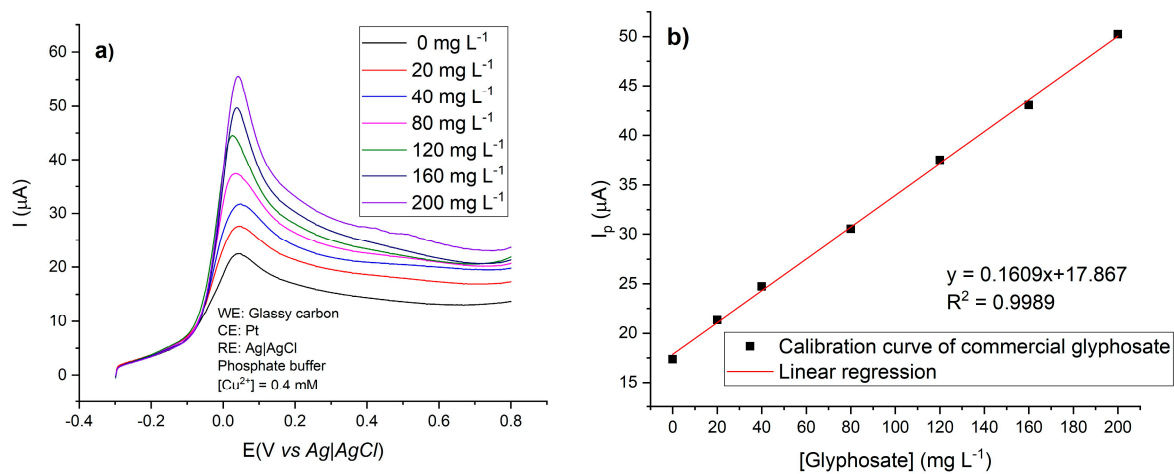 a)
0 mg L⁻¹
20 mg L⁻¹
40 mg L⁻¹
80 mg L⁻¹
120 mg L⁻¹
160 mg L⁻¹
200 mg L⁻¹
60
50
40
30
20
10
0
I (μA)
WE: Glassy carbon
CE: Pt
RE: Ag|AgCl
Phosphate buffer
[Cu²⁺] = 0.4 mM
-0.4
-0.2
0.0
0.2
0.4
0.6
0.8
E(V vs Ag|AgCl)
b)
50
45
40
35
30
25
20
15
Iₚ (μA)
y = 0.1609x+17.867
R² = 0.9989
Calibration curve of commercial glyphosate
Linear regression
0
20
40
60
80
100
120
140
160
180
200
[Glyphosate] (mg L⁻¹)